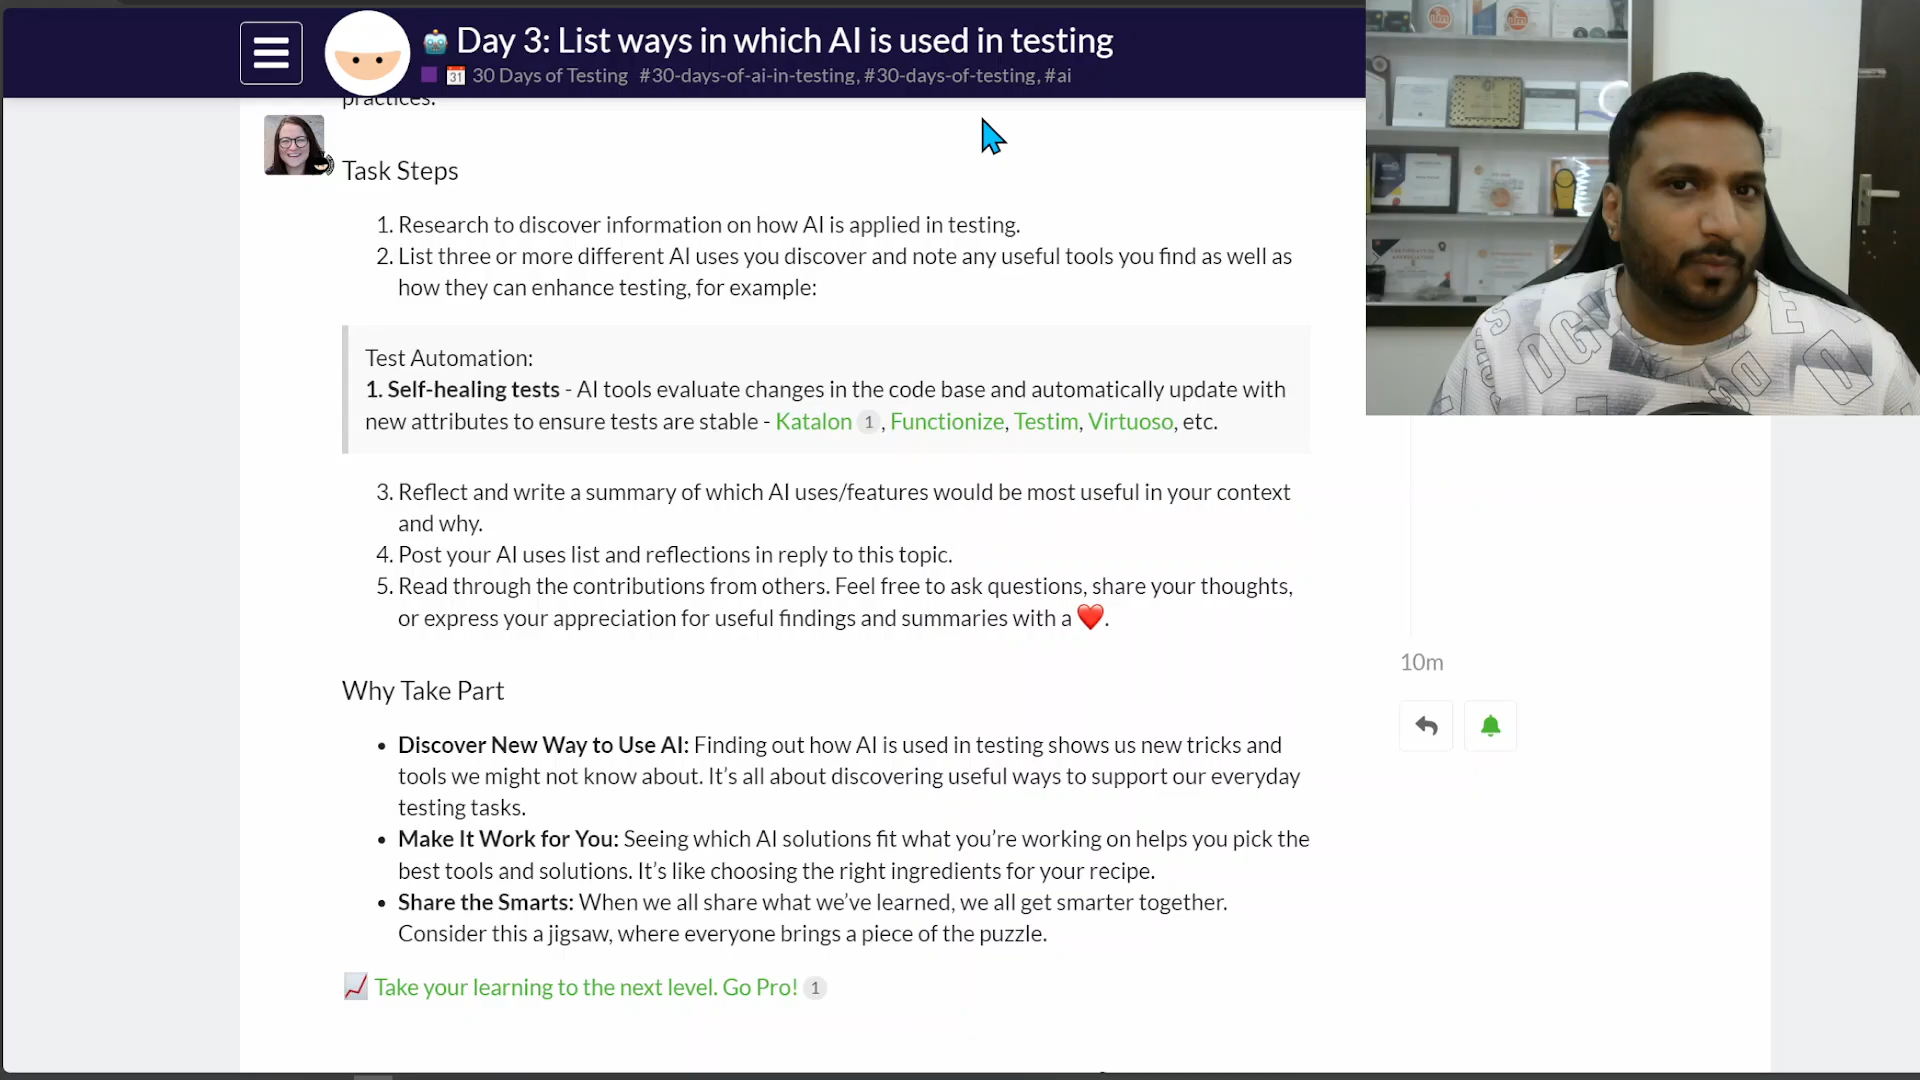 Day 3: List ways in which AI is used in testing
30 Days of Testing #30-days-of-ai-in-testing, #30-days-of-testing, #ai
practices.
Task Steps
1. Research to discover information on how AI is applied in testing.
2. List three or more different AI uses you discover and note any useful tools you find as well as
how they can enhance testing, for example:
Test Automation:
1. Self-healing tests - AI tools evaluate changes in the code base and automatically update with
new attributes to ensure tests are stable - Katalon 1, Functionize, Testim, Virtuoso, etc.
3. Reflect and write a summary of which AI uses/features would be most useful in your context
and why.
4. Post your AI uses list and reflections in reply to this topic.
5. Read through the contributions from others. Feel free to ask questions, share your thoughts,
or express your appreciation for useful findings and summaries with a ❤️.
10m
Why Take Part
• Discover New Way to Use AI: Finding out how AI is used in testing shows us new tricks and
tools we might not know about. It's all about discovering useful ways to support our everyday
testing tasks.
• Make It Work for You: Seeing which AI solutions fit what you're working on helps you pick the
best tools and solutions. It's like choosing the right ingredients for your recipe.
• Share the Smarts: When we all share what we've learned, we all get smarter together.
Consider this a jigsaw, where everyone brings a piece of the puzzle.
Take your learning to the next level. Go Pro! 1